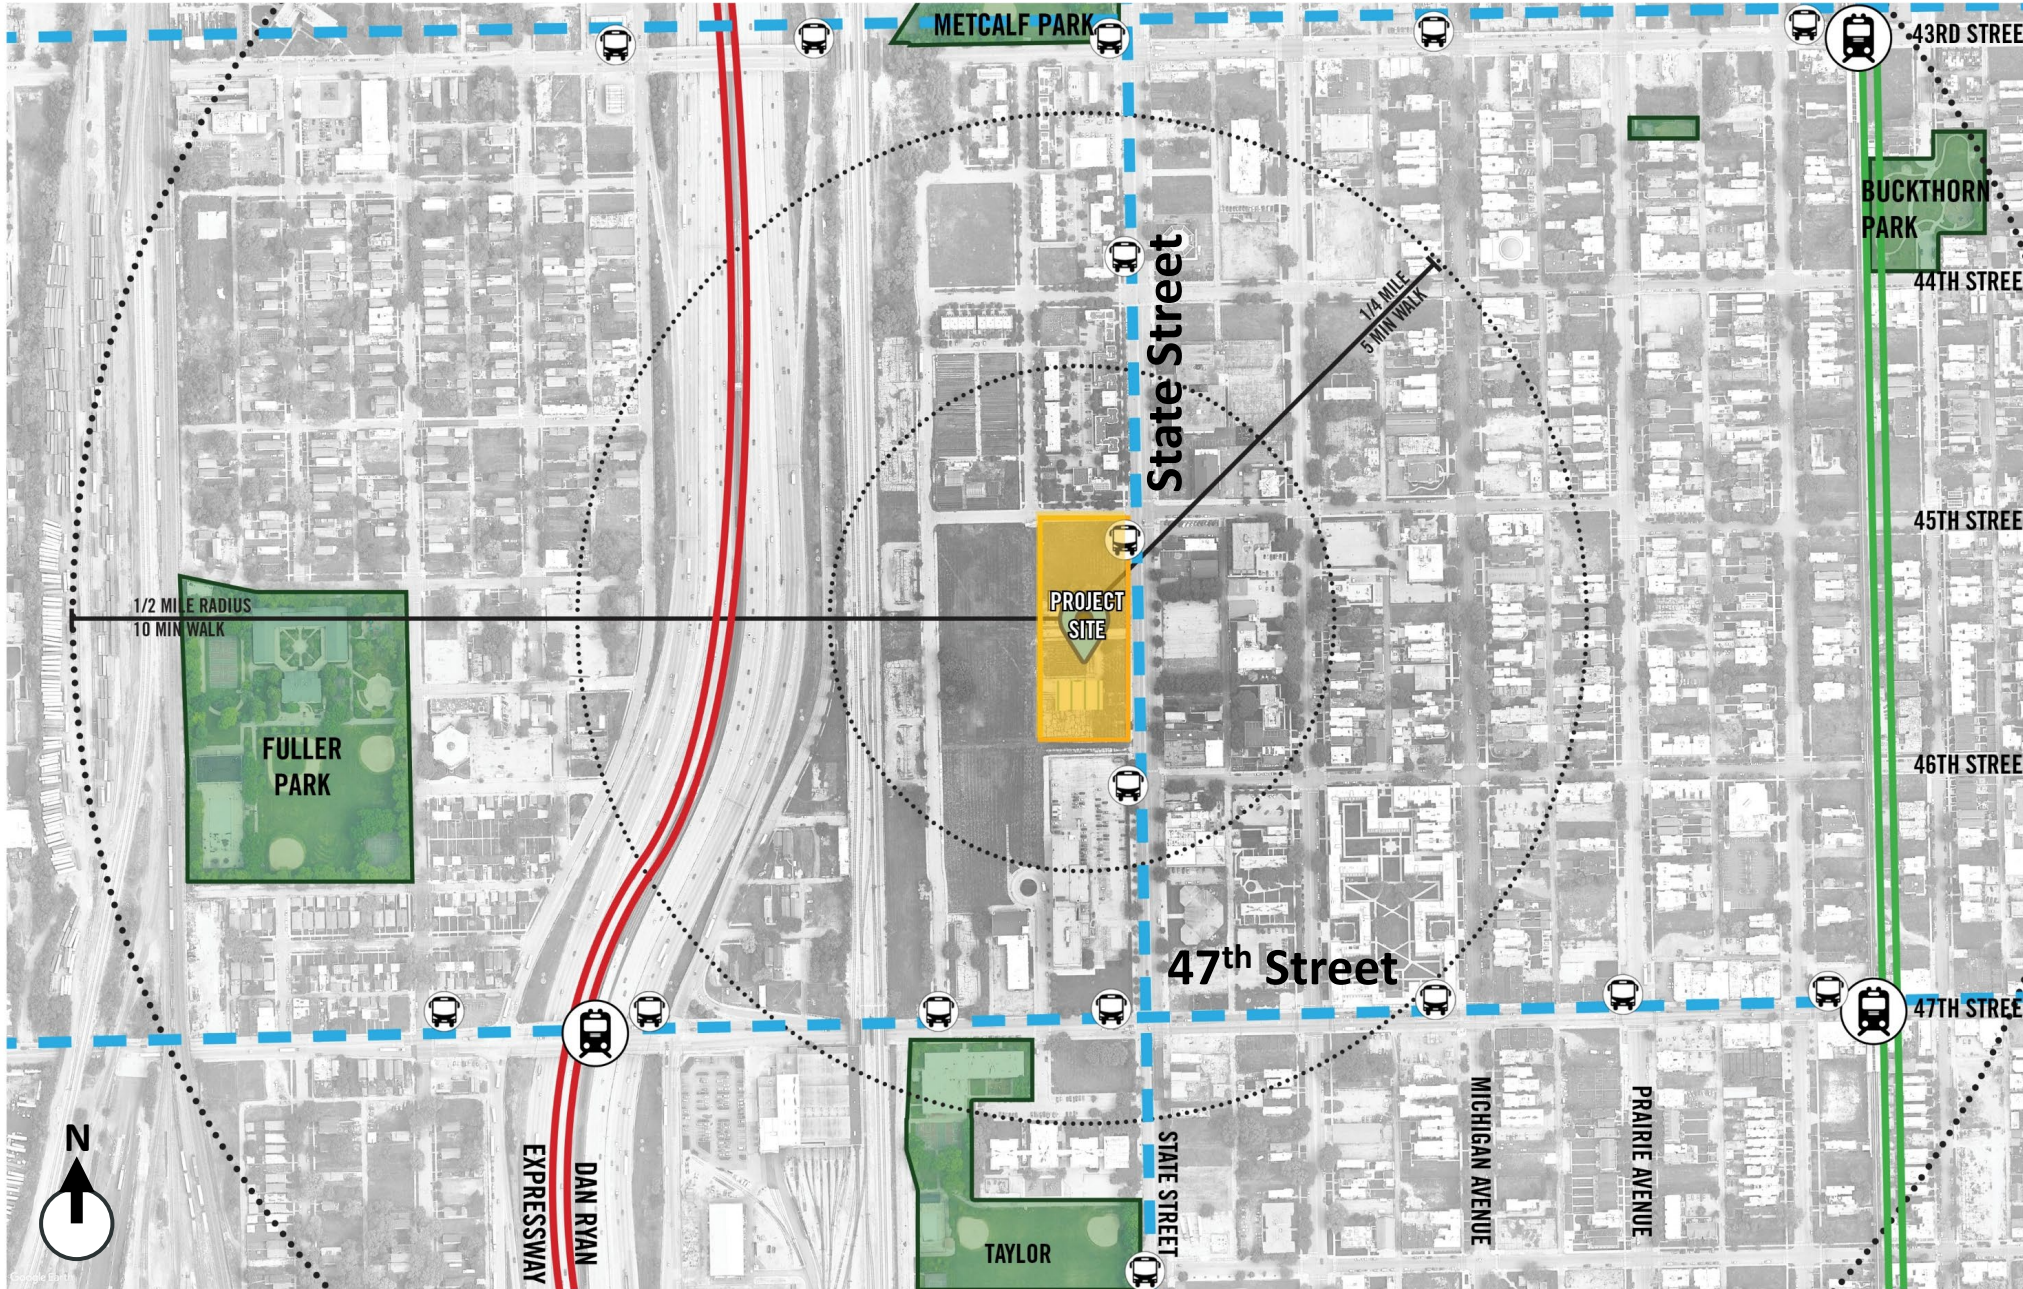 METCALF PARK
43RD STREE
BUCKTHORN
PARK
44TH STREE
State Street
1/4 MILE
5 MIN WALK
45TH STREE
PROJECT
SITE
1/2 MILE RADIUS
10 MIN WALK
FULLER
PARK
46TH STREE
47th Street
47TH STREE
N
DAN RYAN
EXPRESSWAY
STATE STREET
MICHIGAN AVENUE
PRAIRIE AVENUE
TAYLOR
Google Earth